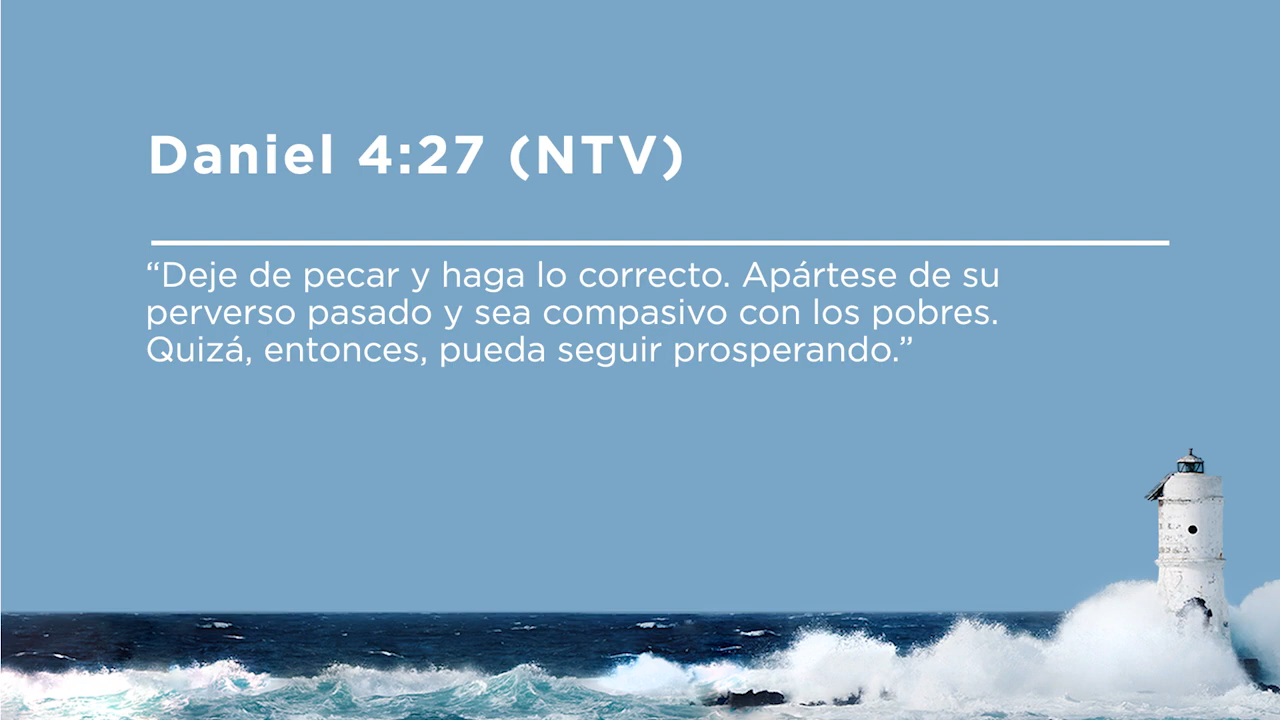 Daniel 4:27 (NTV)
“Deje de pecar y haga lo correcto. Apártese de su
perverso pasado y sea compasivo con los pobres.
Quizá, entonces, pueda seguir prosperando.”